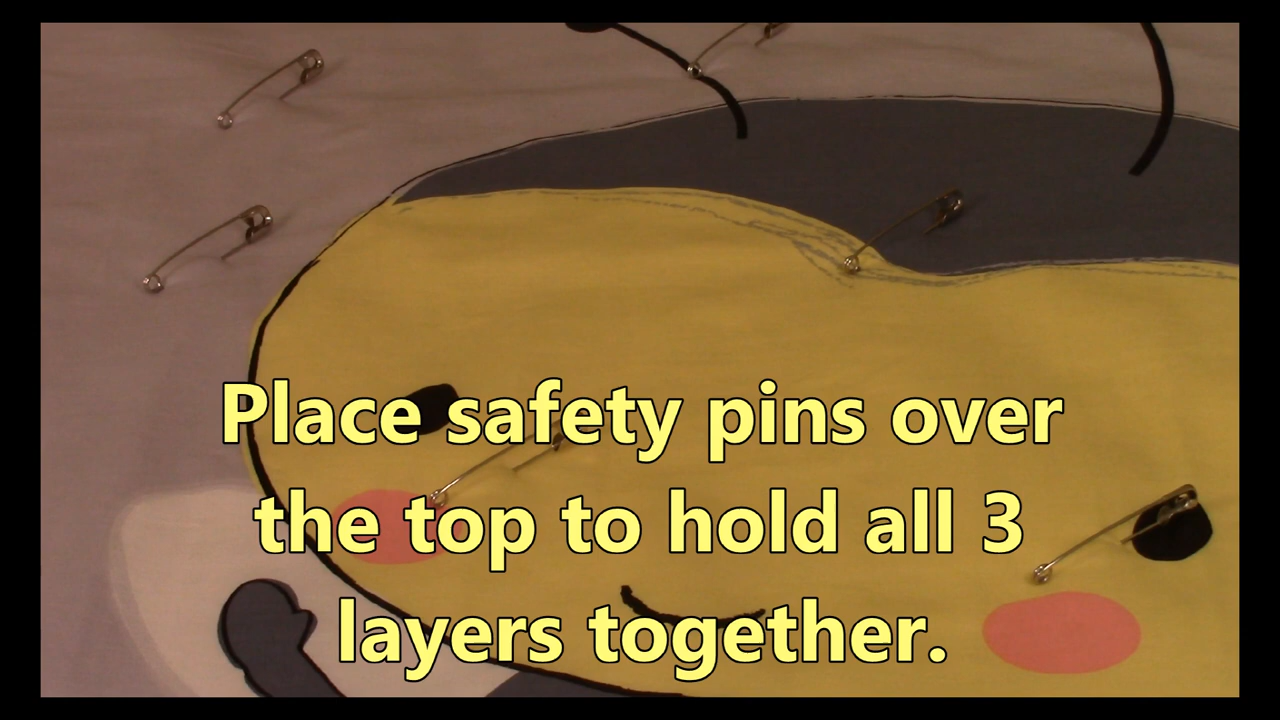 Place safety pins over
the top to hold all 3
layers together.